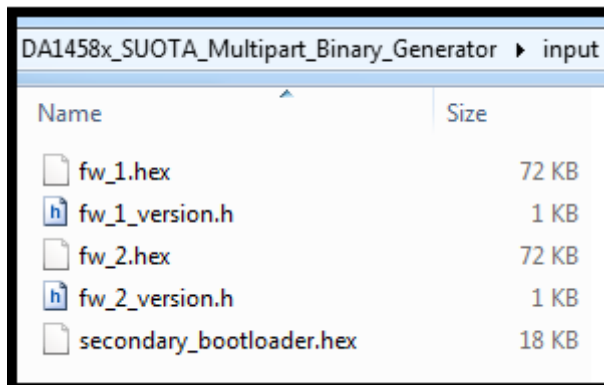 DA1458x_SUOTA_Multipart_Binary_Generator ▸ input
Name Size
fw_1.hex 72 KB
h fw_1_version.h 1 KB
fw_2.hex 72 KB
h fw_2_version.h 1 KB
secondary_bootloader.hex 18 KB